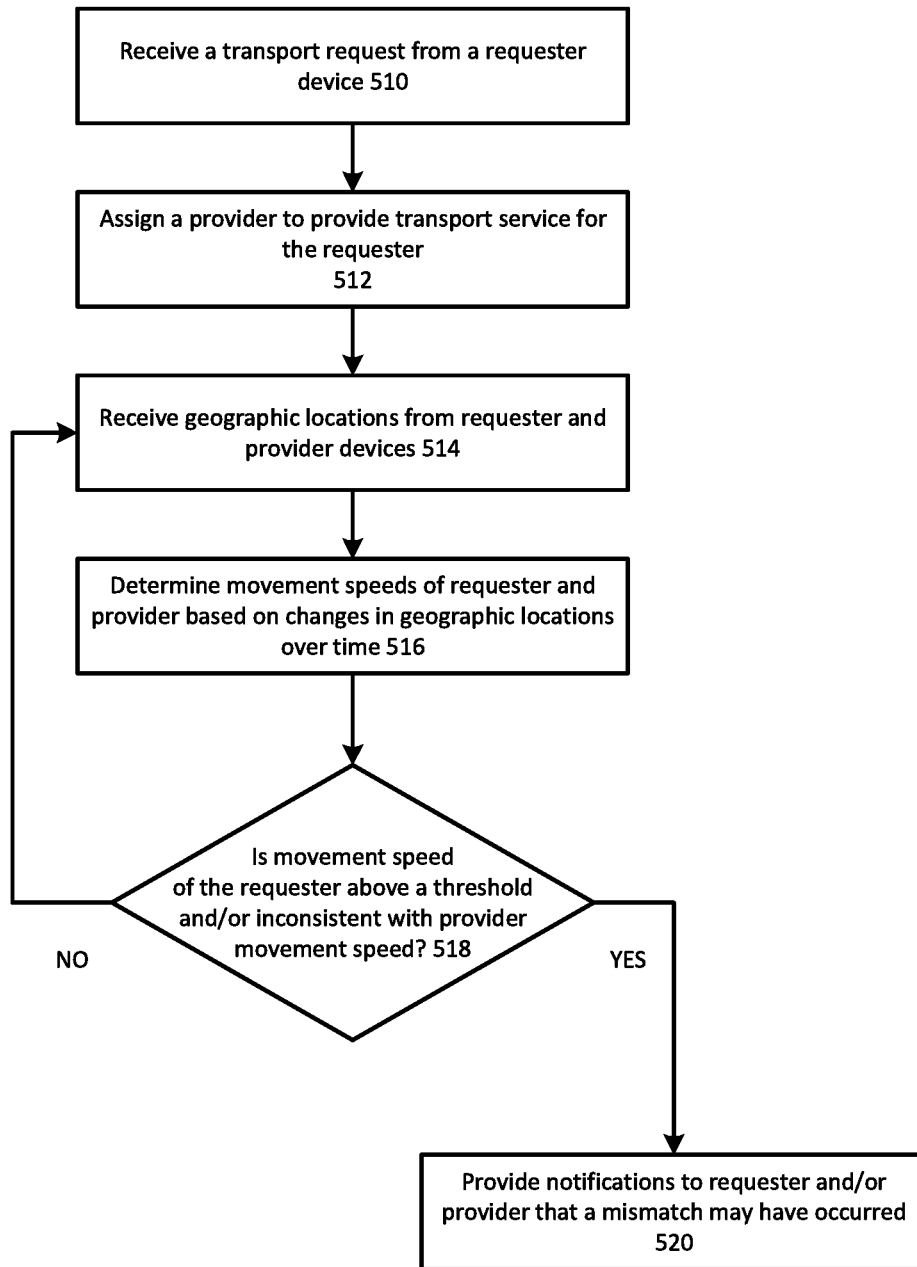 Receive a transport request from a requester
device 510
Assign a provider to provide transport service for
the requester
512
Receive geographic locations from requester and
provider devices 514
Determine movement speeds of requester and
provider based on changes in geographic locations
over time 516
Is movement speed
of the requester above a threshold
and/or inconsistent with provider
movement speed? 518
NO
YES
Provide notifications to requester and/or
provider that a mismatch may have occurred
520